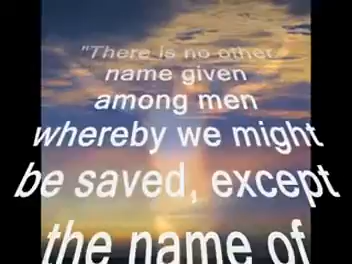 "There is no other
name given
among men
whereby we might
be saved, except
the name of